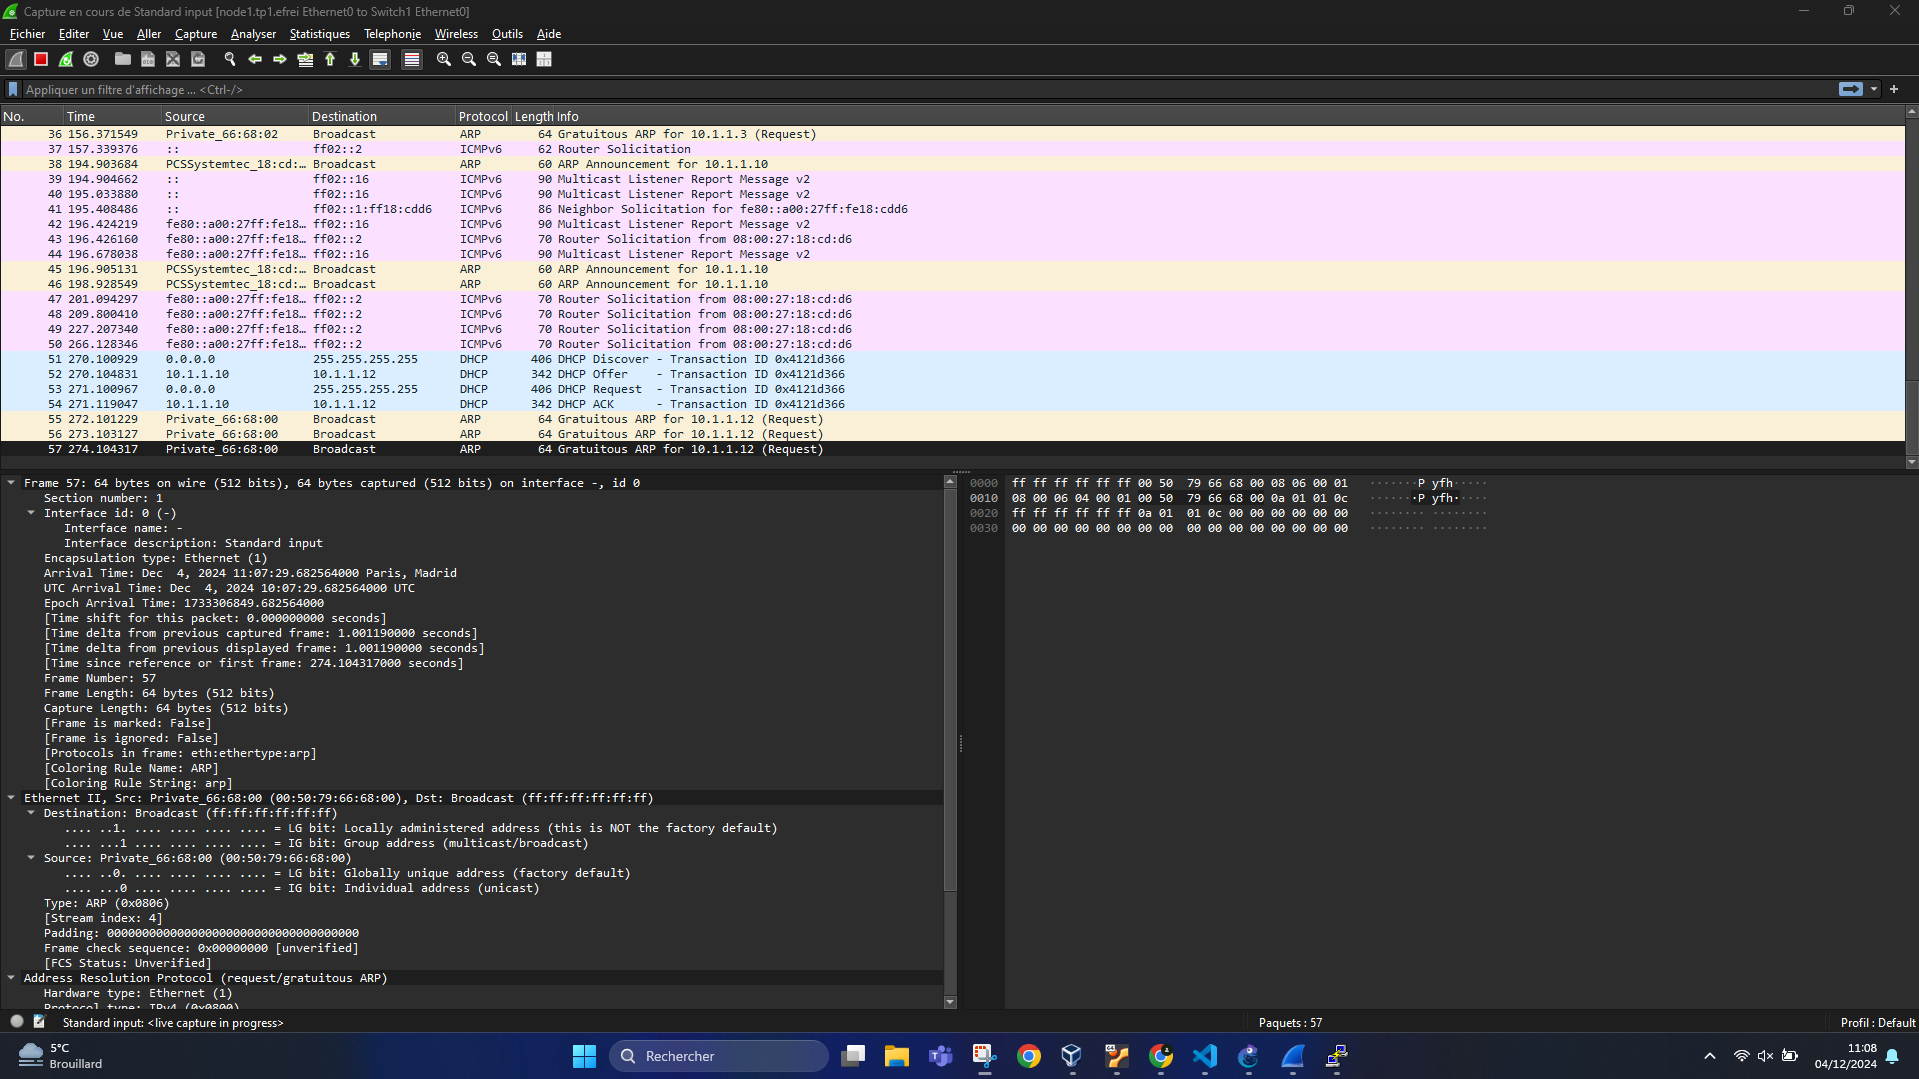 Capture en cours de Standard input [node1.tp1.efrei Ethernet0 to Switch1 Ethernet0]
Fichier Editer Vue Aller Capture Analyser Statistiques Telephonie Wireless Outils Aide
Appliquer un filtre d'affichage ... <Ctrl-/>
No. Time Source Destination Protocol Length Info
36 156.371549 Private_66:68:02 Broadcast ARP 64 Gratuitous ARP for 10.1.1.3 (Request)
37 157.339376 :: ff02::2 ICMPv6 62 Router Solicitation
38 194.903684 PCSSystemtec_18:cd:… Broadcast ARP 60 ARP Announcement for 10.1.1.10
39 194.904662 :: ff02::16 ICMPv6 90 Multicast Listener Report Message v2
40 195.033880 :: ff02::16 ICMPv6 90 Multicast Listener Report Message v2
41 195.408486 :: ff02::1:ff18:cdd6 ICMPv6 86 Neighbor Solicitation for fe80::a00:27ff:fe18:cdd6
42 196.424219 fe80::a00:27ff:fe18… ff02::16 ICMPv6 90 Multicast Listener Report Message v2
43 196.426160 fe80::a00:27ff:fe18… ff02::2 ICMPv6 70 Router Solicitation from 08:00:27:18:cd:d6
44 196.678038 fe80::a00:27ff:fe18… ff02::16 ICMPv6 90 Multicast Listener Report Message v2
45 196.905131 PCSSystemtec_18:cd:… Broadcast ARP 60 ARP Announcement for 10.1.1.10
46 198.928549 PCSSystemtec_18:cd:… Broadcast ARP 60 ARP Announcement for 10.1.1.10
47 201.094297 fe80::a00:27ff:fe18… ff02::2 ICMPv6 70 Router Solicitation from 08:00:27:18:cd:d6
48 209.800410 fe80::a00:27ff:fe18… ff02::2 ICMPv6 70 Router Solicitation from 08:00:27:18:cd:d6
49 227.207340 fe80::a00:27ff:fe18… ff02::2 ICMPv6 70 Router Solicitation from 08:00:27:18:cd:d6
50 266.128346 fe80::a00:27ff:fe18… ff02::2 ICMPv6 70 Router Solicitation from 08:00:27:18:cd:d6
51 270.100929 0.0.0.0 255.255.255.255 DHCP 406 DHCP Discover - Transaction ID 0x4121d366
52 270.104831 10.1.1.10 10.1.1.12 DHCP 342 DHCP Offer - Transaction ID 0x4121d366
53 271.100967 0.0.0.0 255.255.255.255 DHCP 406 DHCP Request - Transaction ID 0x4121d366
54 271.119047 10.1.1.10 10.1.1.12 DHCP 342 DHCP ACK - Transaction ID 0x4121d366
55 272.101229 Private_66:68:00 Broadcast ARP 64 Gratuitous ARP for 10.1.1.12 (Request)
56 273.103127 Private_66:68:00 Broadcast ARP 64 Gratuitous ARP for 10.1.1.12 (Request)
57 274.104317 Private_66:68:00 Broadcast ARP 64 Gratuitous ARP for 10.1.1.12 (Request)
Frame 57: 64 bytes on wire (512 bits), 64 bytes captured (512 bits) on interface -, id 0
Section number: 1
Interface id: 0 (-)
Interface name: -
Interface description: Standard input
Encapsulation type: Ethernet (1)
Arrival Time: Dec  4, 2024 11:07:29.682564000 Paris, Madrid
UTC Arrival Time: Dec  4, 2024 10:07:29.682564000 UTC
Epoch Arrival Time: 1733306849.682564000
[Time shift for this packet: 0.000000000 seconds]
[Time delta from previous captured frame: 1.001190000 seconds]
[Time delta from previous displayed frame: 1.001190000 seconds]
[Time since reference or first frame: 274.104317000 seconds]
Frame Number: 57
Frame Length: 64 bytes (512 bits)
Capture Length: 64 bytes (512 bits)
[Frame is marked: False]
[Frame is ignored: False]
[Protocols in frame: eth:ethertype:arp]
[Coloring Rule Name: ARP]
[Coloring Rule String: arp]
Ethernet II, Src: Private_66:68:00 (00:50:79:66:68:00), Dst: Broadcast (ff:ff:ff:ff:ff:ff)
Destination: Broadcast (ff:ff:ff:ff:ff:ff)
.... ..1. .... .... .... .... = LG bit: Locally administered address (this is NOT the factory default)
.... ...1 .... .... .... .... = IG bit: Group address (multicast/broadcast)
Source: Private_66:68:00 (00:50:79:66:68:00)
.... ..0. .... .... .... .... = LG bit: Globally unique address (factory default)
.... ...0 .... .... .... .... = IG bit: Individual address (unicast)
Type: ARP (0x0806)
[Stream index: 4]
Padding: 000000000000000000000000000000000000
Frame check sequence: 0x00000000 [unverified]
[FCS Status: Unverified]
Address Resolution Protocol (request/gratuitous ARP)
Hardware type: Ethernet (1)
Protocol type: IPv4 (0x0800)
0000 ff ff ff ff ff ff 00 50 79 66 68 00 08 06 00 01 ·······P yfh·····
0010 08 00 06 04 00 01 00 50 79 66 68 00 0a 01 01 0c ·······P yfh·····
0020 ff ff ff ff ff ff 0a 01 01 0c 00 00 00 00 00 00 ········ ········
0030 00 00 00 00 00 00 00 00 00 00 00 00 00 00 00 00 ········ ········
Standard input: <live capture in progress> Paquets : 57 Profil : Default
5°C
Brouillard
Rechercher
11:08
04/12/2024